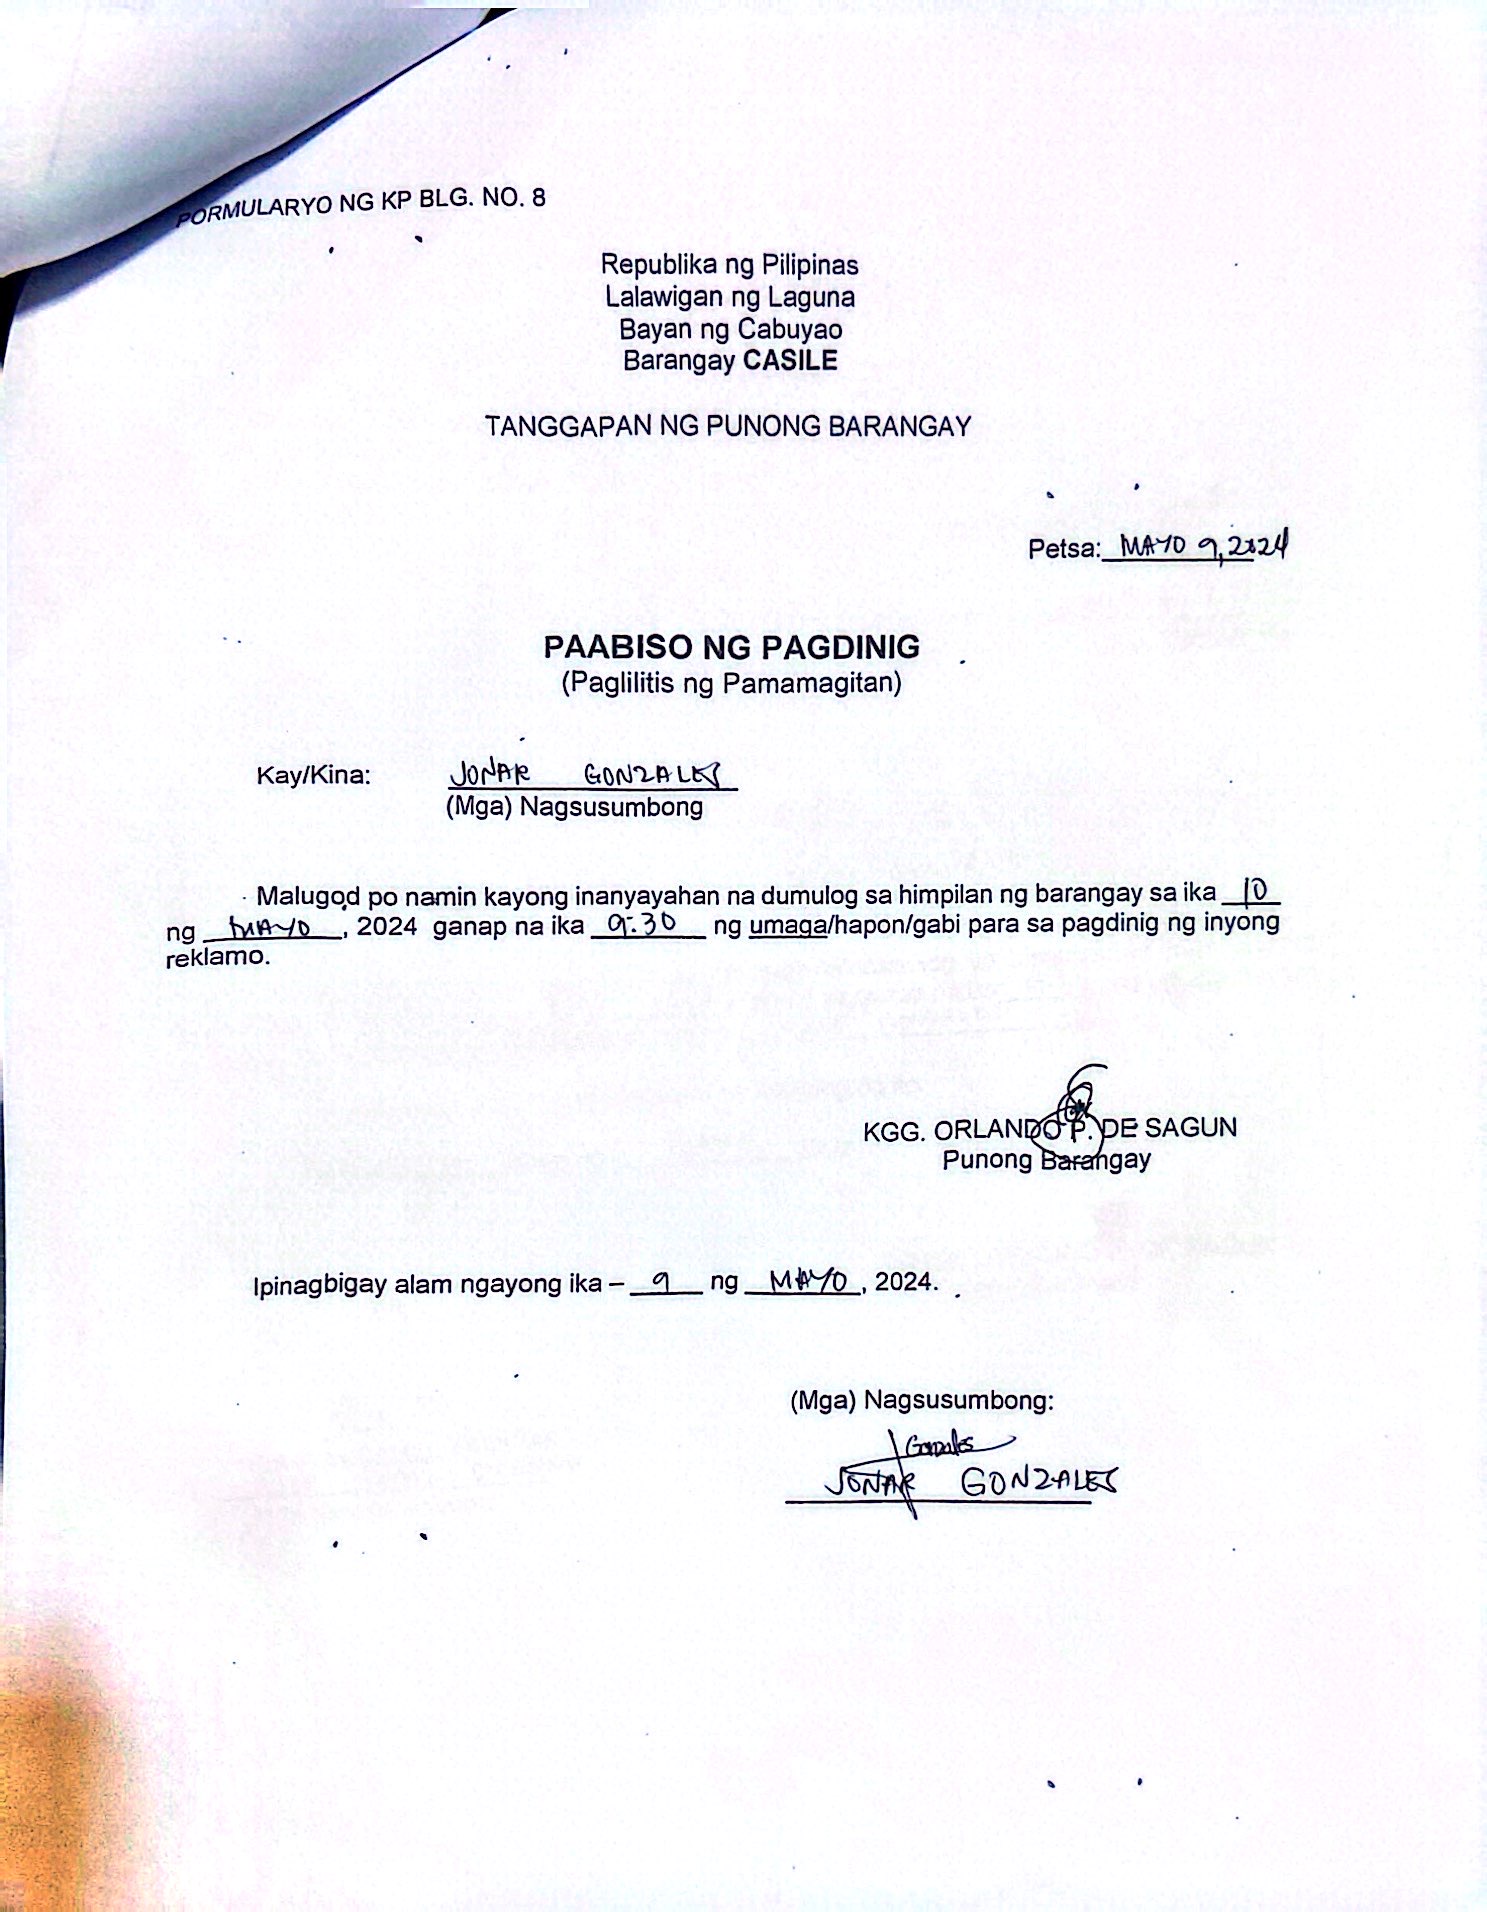 PORMULARYO NG KP BLG. NO. 8
Republika ng Pilipinas
Lalawigan ng Laguna
Bayan ng Cabuyao
Barangay CASILE
TANGGAPAN NG PUNONG BARANGAY
Petsa: MAYO 9, 2024
PAABISO NG PAGDINIG
(Paglilitis ng Pamamagitan)
Kay/Kina: JONAR GONZALES
(Mga) Nagsusumbong
Malugod po namin kayong inanyayahan na dumulog sa himpilan ng barangay sa ika 10
ng MAYO, 2024 ganap na ika 9:30 ng umaga/hapon/gabi para sa pagdinig ng inyong
reklamo.
KGG. ORLANDO P. DE SAGUN
Punong Barangay
Ipinagbigay alam ngayong ika – 9 ng MAYO, 2024.
(Mga) Nagsusumbong:
Gonzales
JONAR GONZALES